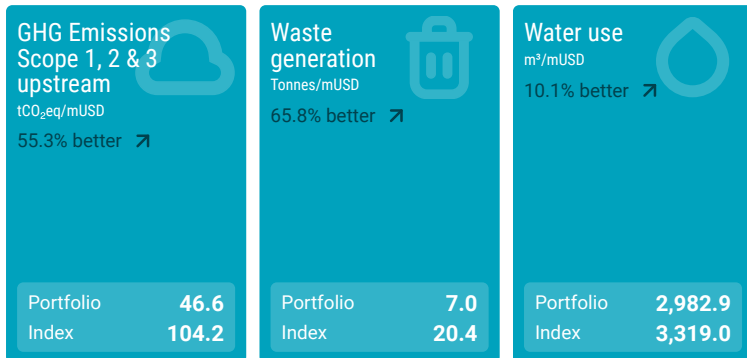 GHG Emissions
Scope 1, 2 & 3
upstream
tCO₂eq/mUSD
55.3% better
Portfolio 46.6
Index 104.2
Waste
generation
Tonnes/mUSD
65.8% better
Portfolio 7.0
Index 20.4
Water use
m³/mUSD
10.1% better
Portfolio 2,982.9
Index 3,319.0